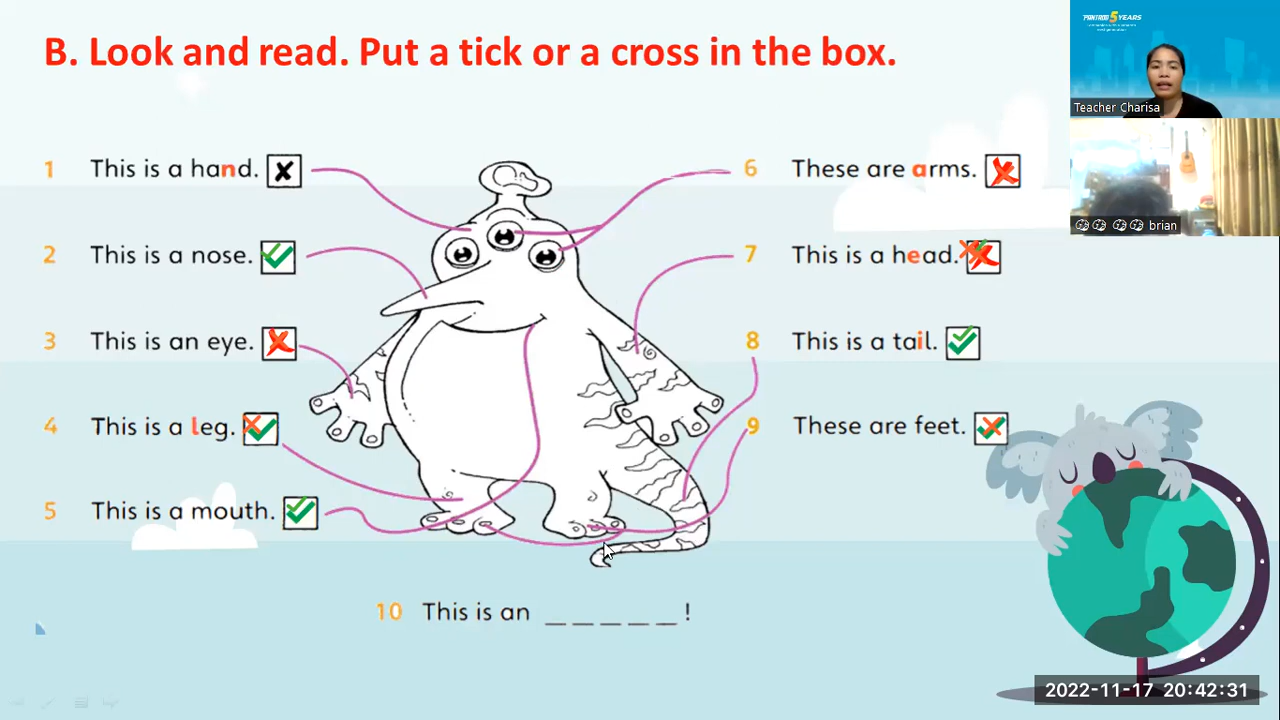 B. Look and read. Put a tick or a cross in the box.
1 This is a hand.
2 This is a nose.
3 This is an eye.
4 This is a leg.
5 This is a mouth.
6 These are arms.
7 This is a head.
8 This is a tail.
9 These are feet.
10 This is an _ _ _ _ _ !
5 YEARS
Teacher Charisa
brian
2022-11-17 20:42:31